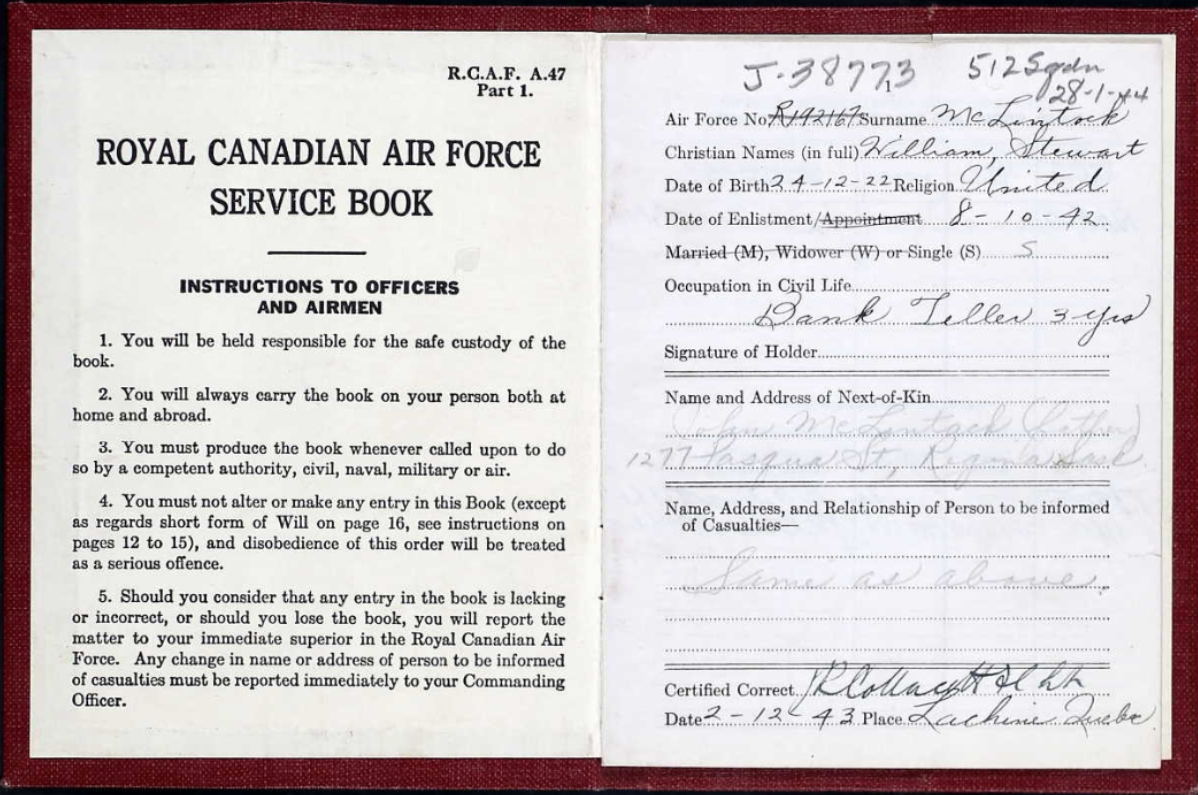 R.C.A.F. A.47
Part 1.
ROYAL CANADIAN AIR FORCE
SERVICE BOOK
INSTRUCTIONS TO OFFICERS
AND AIRMEN
1. You will be held responsible for the safe custody of the
book.
2. You will always carry the book on your person both at
home and abroad.
3. You must produce the book whenever called upon to do
so by a competent authority, civil, naval, military or air.
4. You must not alter or make any entry in this Book (except
as regards short form of Will on page 16, see instructions on
pages 12 to 15), and disobedience of this order will be treated
as a serious offence.
5. Should you consider that any entry in the book is lacking
or incorrect, or should you lose the book, you will report the
matter to your immediate superior in the Royal Canadian Air
Force. Any change in name or address of person to be informed
of casualties must be reported immediately to your Commanding
Officer.
J-38773 512 Sqdn
1 28-1-44
Air Force No. R192167 Surname McLintock
Christian Names (in full) William, Stewart
Date of Birth 24-12-22 Religion United
Date of Enlistment/Appointment 8-10-42
Married (M), Widower (W) or Single (S) S
Occupation in Civil Life
Bank Teller 3 yrs
Signature of Holder
Name and Address of Next-of-Kin
John McLintock (Father)
1277 Pasqua St, Regina Sask
Name, Address, and Relationship of Person to be informed
of Casualties—
Same as above
Certified Correct
Date 2-12-43 Place Lachine Quebec